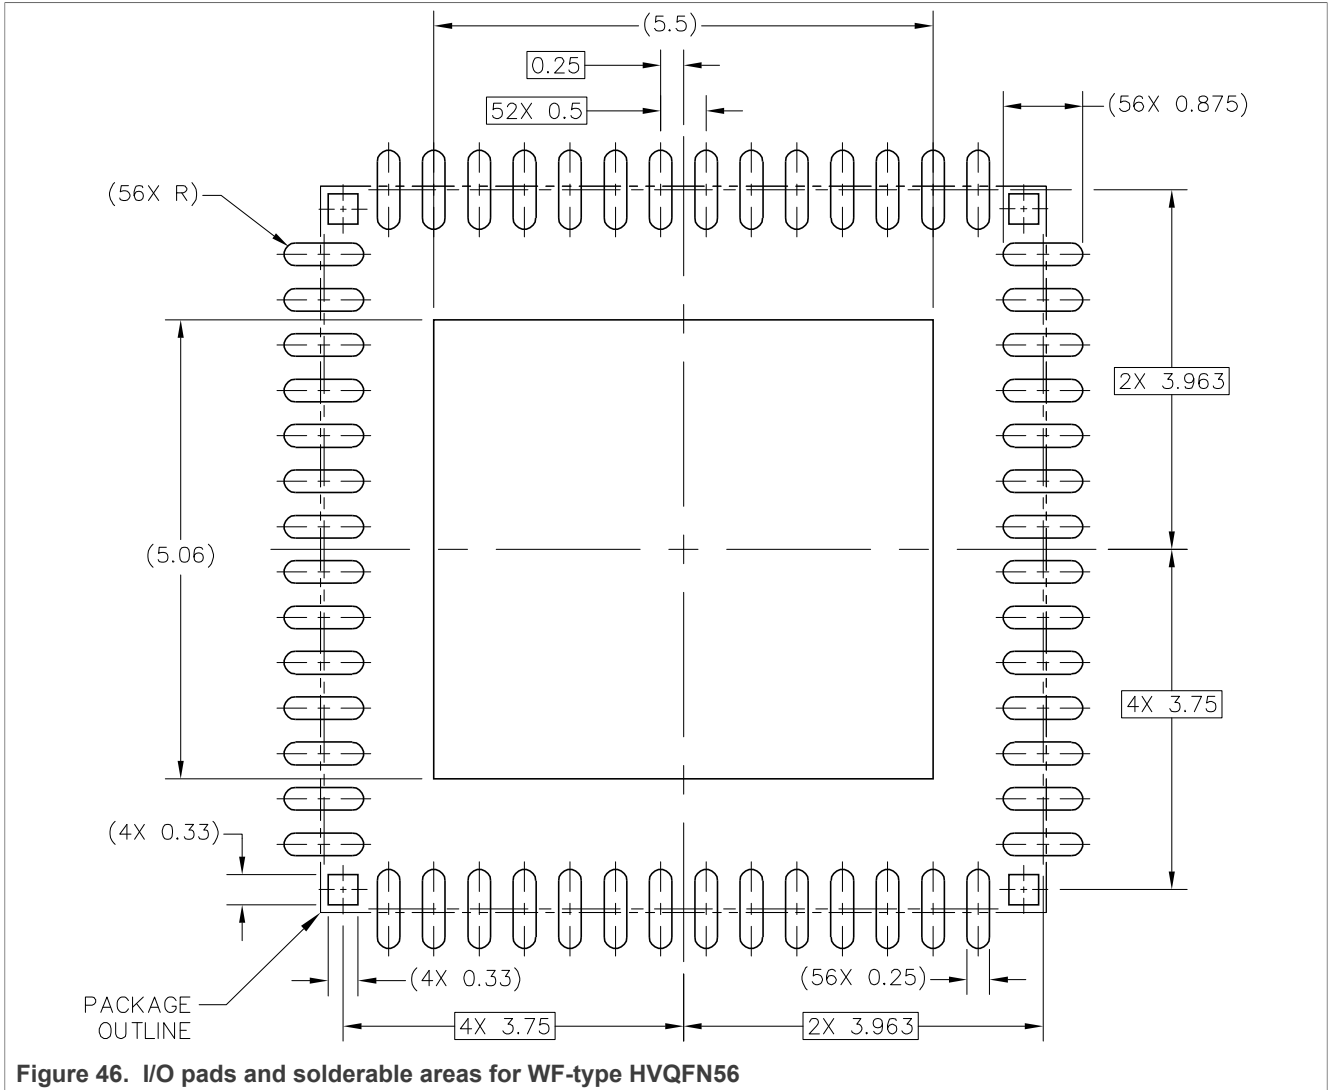 (5.5)
0.25
52X 0.5
(56X 0.875)
(56X R)
2X 3.963
(5.06)
4X 3.75
(4X 0.33)
(4X 0.33)
(56X 0.25)
PACKAGE
OUTLINE
4X 3.75
2X 3.963
Figure 46. I/O pads and solderable areas for WF-type HVQFN56